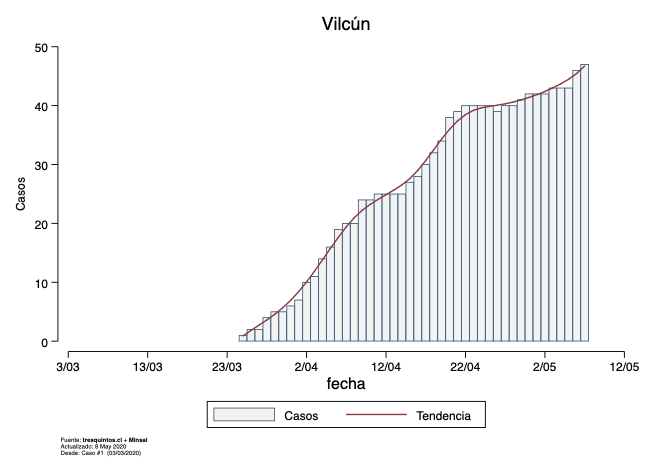 Vilcún
50
40
30
20
10
0
Casos
3/03 13/03 23/03 2/04 12/04 22/04 2/05 12/05
fecha
Casos Tendencia
Fuente: tresquintos.cl + Minsal
Actualizado: 8 May 2020
Desde: Caso #1 (03/03/2020)